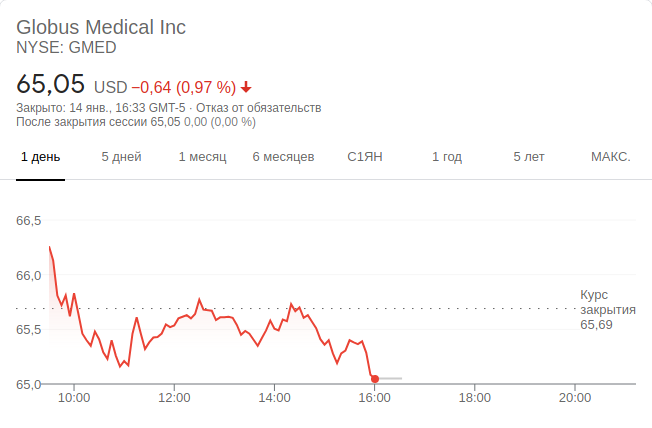 Globus Medical Inc
NYSE: GMED
65,05 USD −0,64 (0,97 %)
Закрыто: 14 янв., 16:33 GMT-5 · Отказ от обязательств
После закрытия сессии 65,05 0,00 (0,00 %)
1 день 5 дней 1 месяц 6 месяцев С1ЯН 1 год 5 лет МАКС.
66,5
66,0
Курс
закрытия
65,69
65,5
65,0
10:00 12:00 14:00 16:00 18:00 20:00